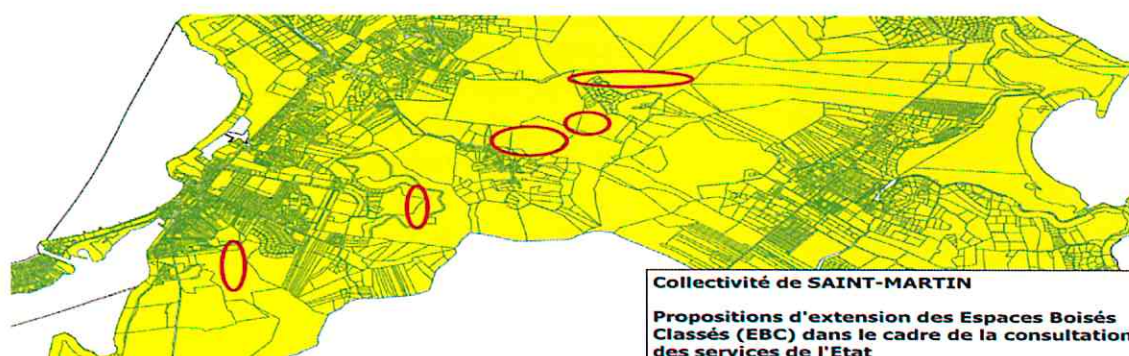 Collectivité de SAINT-MARTIN
Propositions d'extension des Espaces Boisés
Classés (EBC) dans le cadre de la consultation
des services de l'Etat